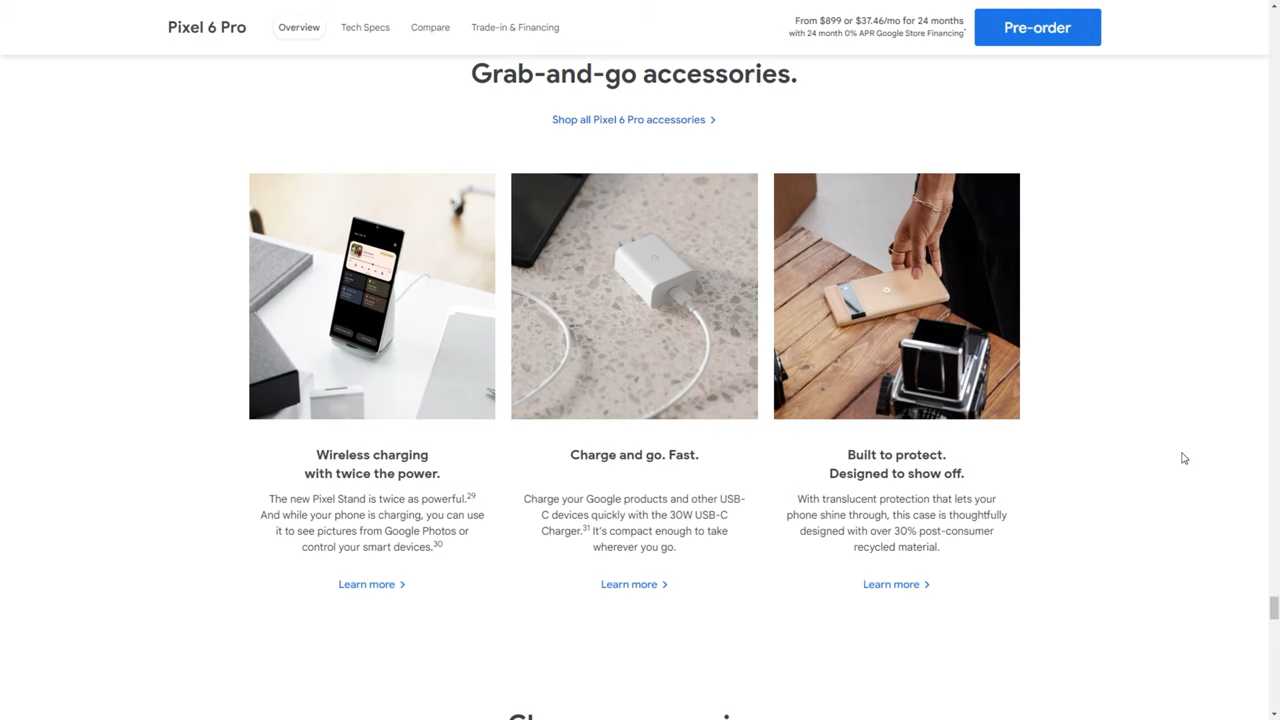 Pixel 6 Pro
Overview
Tech Specs
Compare
Trade-in & Financing
From $899 or $37.46/mo for 24 months
with 24 month 0% APR Google Store Financing*
Pre-order
Grab-and-go accessories.
Shop all Pixel 6 Pro accessories >
Wireless charging
with twice the power.
The new Pixel Stand is twice as powerful.29
And while your phone is charging, you can use
it to see pictures from Google Photos or
control your smart devices.30
Learn more >
Charge and go. Fast.
Charge your Google products and other USB-
C devices quickly with the 30W USB-C
Charger.31 It's compact enough to take
wherever you go.
Learn more >
Built to protect.
Designed to show off.
With translucent protection that lets your
phone shine through, this case is thoughtfully
designed with over 30% post-consumer
recycled material.
Learn more >